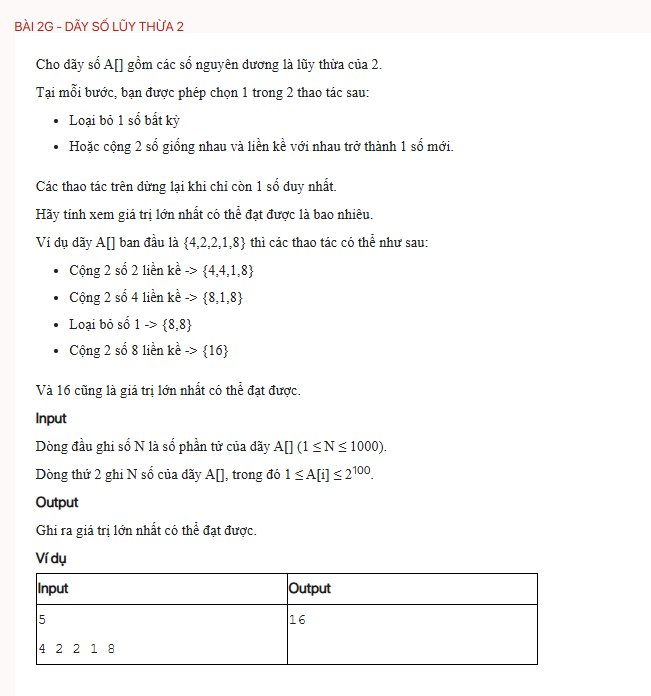 BÀI 2G - DÃY SỐ LŨY THỪA 2
Cho dãy số A[] gồm các số nguyên dương là lũy thừa của 2.
Tại mỗi bước, bạn được phép chọn 1 trong 2 thao tác sau:
• Loại bỏ 1 số bất kỳ
• Hoặc cộng 2 số giống nhau và liền kề với nhau trở thành 1 số mới.
Các thao tác trên dừng lại khi chỉ còn 1 số duy nhất.
Hãy tính xem giá trị lớn nhất có thể đạt được là bao nhiêu.
Ví dụ dãy A[] ban đầu là {4,2,2,1,8} thì các thao tác có thể như sau:
• Cộng 2 số 2 liền kề -> {4,4,1,8}
• Cộng 2 số 4 liền kề -> {8,1,8}
• Loại bỏ số 1 -> {8,8}
• Cộng 2 số 8 liền kề -> {16}
Và 16 cũng là giá trị lớn nhất có thể đạt được.
Input
Dòng đầu ghi số N là số phần tử của dãy A[] (1 ≤ N ≤ 1000).
Dòng thứ 2 ghi N số của dãy A[], trong đó 1 ≤ A[i] ≤ 2¹⁰⁰.
Output
Ghi ra giá trị lớn nhất có thể đạt được.
Ví dụ
Input Output
5 16
4 2 2 1 8